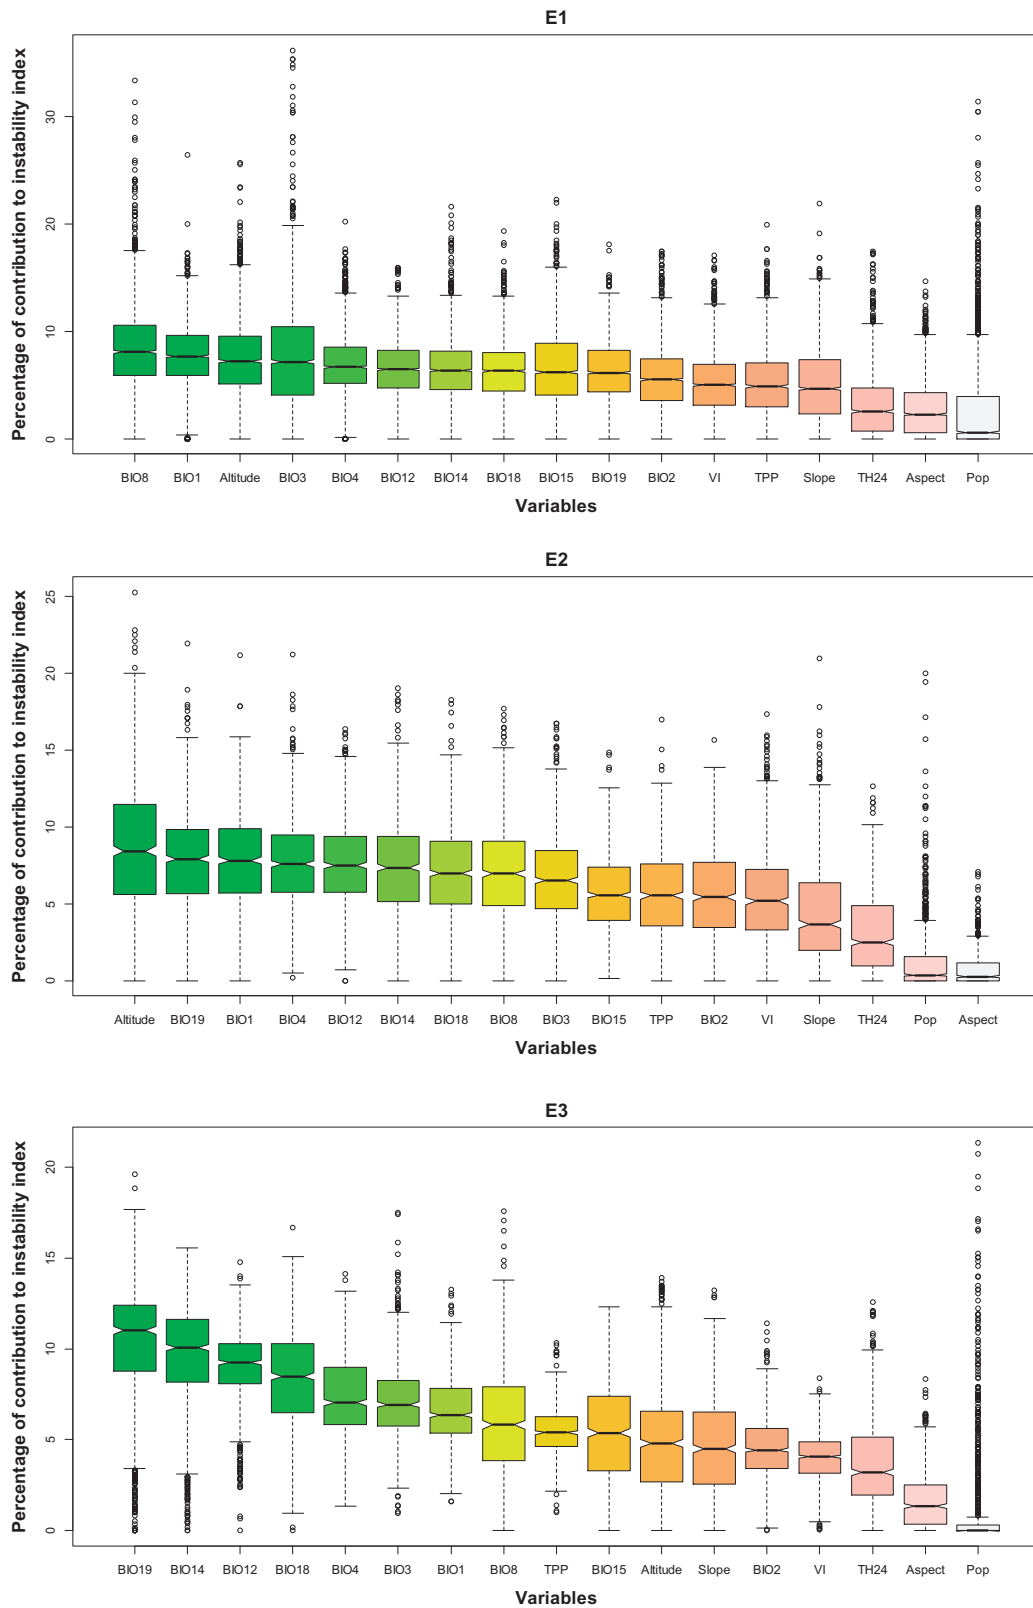 E1
Percentage of contribution to instability index
30
20
10
0
BIO8 BIO1 Altitude BIO3 BIO4 BIO12 BIO14 BIO18 BIO15 BIO19 BIO2 VI TPP Slope TH24 Aspect Pop
Variables
E2
Percentage of contribution to instability index
25
20
15
10
5
0
Altitude BIO19 BIO1 BIO4 BIO12 BIO14 BIO18 BIO8 BIO3 BIO15 TPP BIO2 VI Slope TH24 Pop Aspect
Variables
E3
Percentage of contribution to instability index
20
15
10
5
0
BIO19 BIO14 BIO12 BIO18 BIO4 BIO3 BIO1 BIO8 TPP BIO15 Altitude Slope BIO2 VI TH24 Aspect Pop
Variables